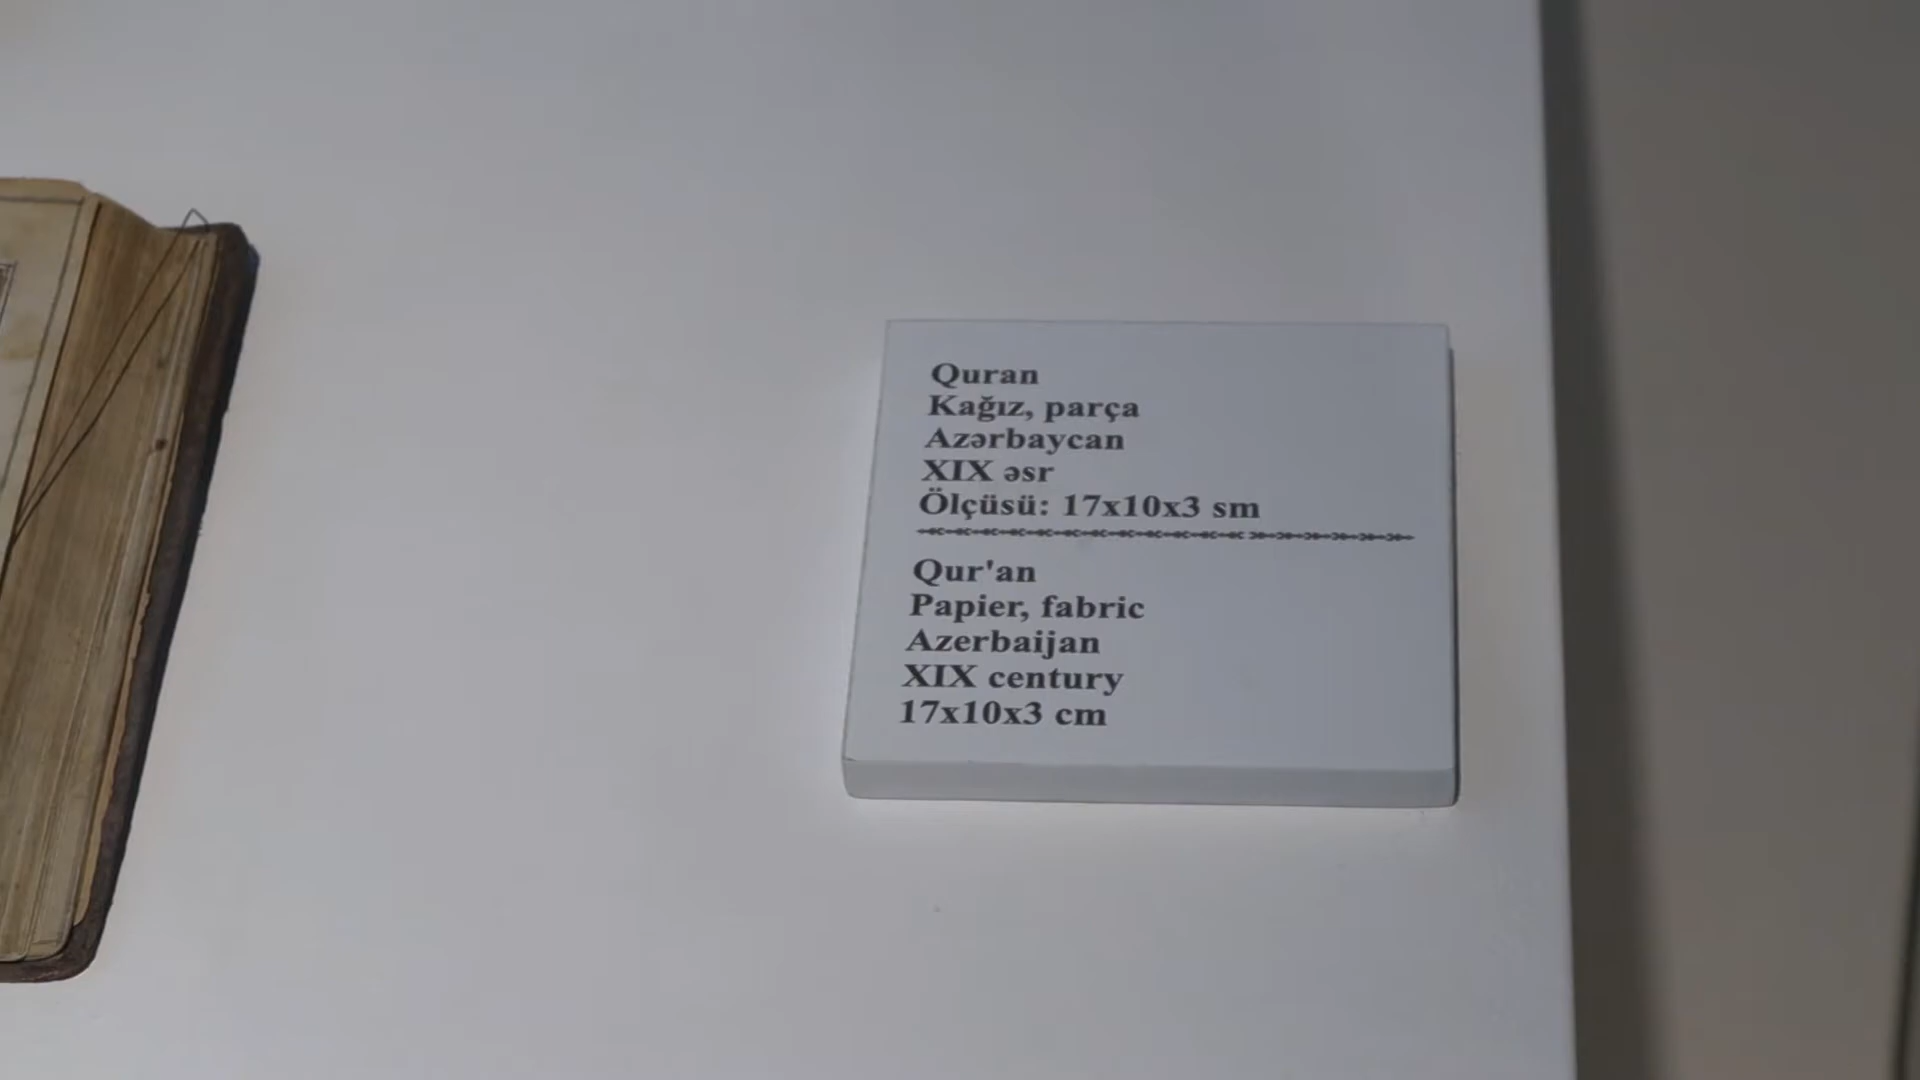 Quran
Kağız, parça
Azərbaycan
XIX əsr
Ölçüsü: 17x10x3 sm
Qur'an
Papier, fabric
Azerbaijan
XIX century
17x10x3 cm